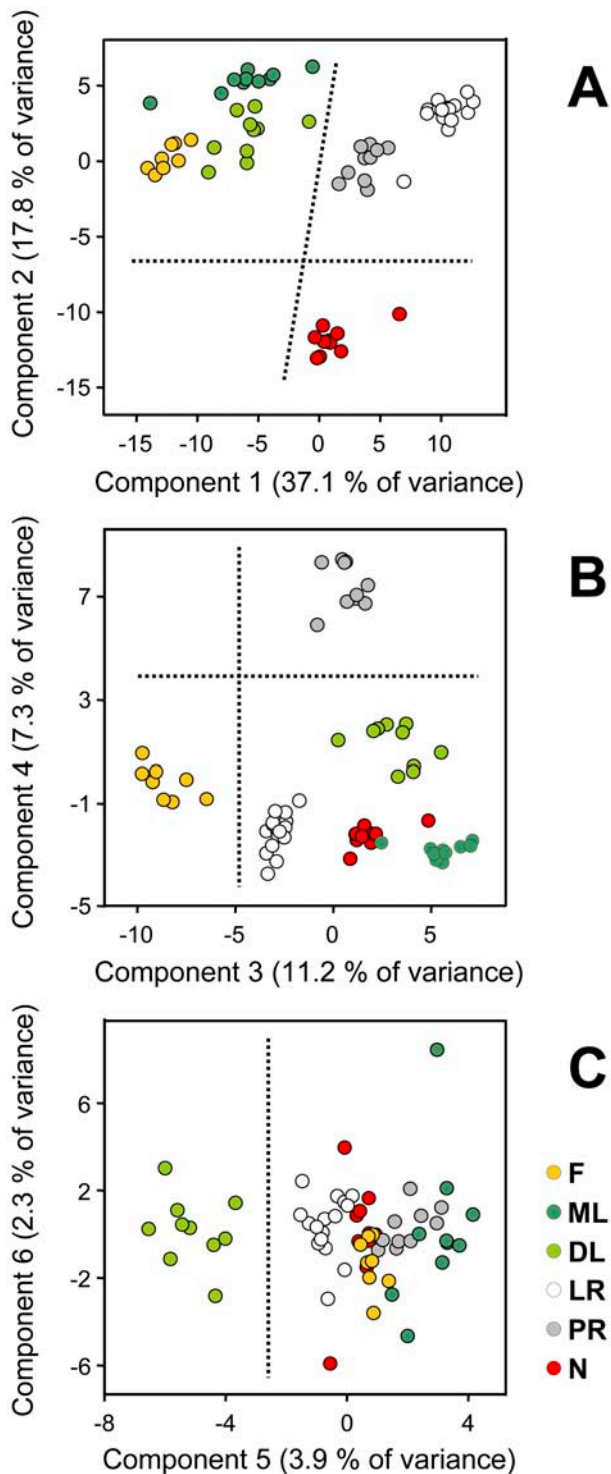 A
Component 2 (17.8 % of variance)
5
0
-5
-10
-15
-15 -10 -5 0 5 10
Component 1 (37.1 % of variance)
B
Component 4 (7.3 % of variance)
7
3
-1
-5
-10 -5 0 5
Component 3 (11.2 % of variance)
C
Component 6 (2.3 % of variance)
6
2
-2
-6
-8 -4 0 4
Component 5 (3.9 % of variance)
F
ML
DL
LR
PR
N